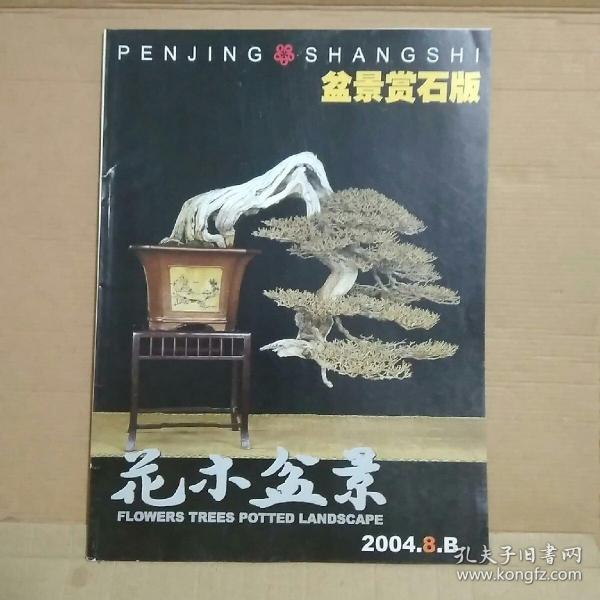 PENJING SHANGSHI
盆景赏石版
花木盆景
FLOWERS TREES POTTED LANDSCAPE
2004.8.B
孔夫子旧书网
www.kongfz.com